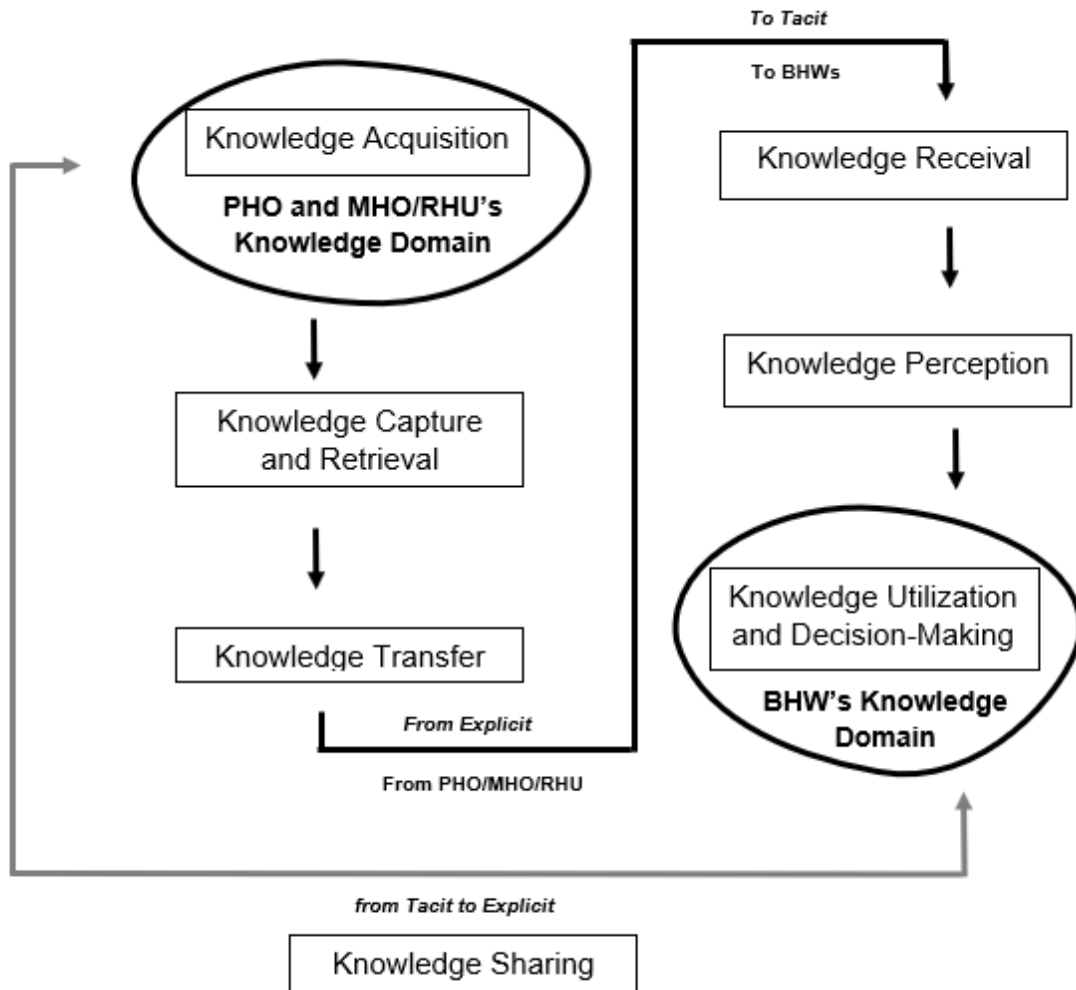 Knowledge Acquisition
PHO and MHO/RHU's
Knowledge Domain
Knowledge Capture
and Retrieval
Knowledge Transfer
From Explicit
From PHO/MHO/RHU
To Tacit
To BHWs
Knowledge Receival
Knowledge Perception
Knowledge Utilization
and Decision-Making
BHW's Knowledge
Domain
from Tacit to Explicit
Knowledge Sharing